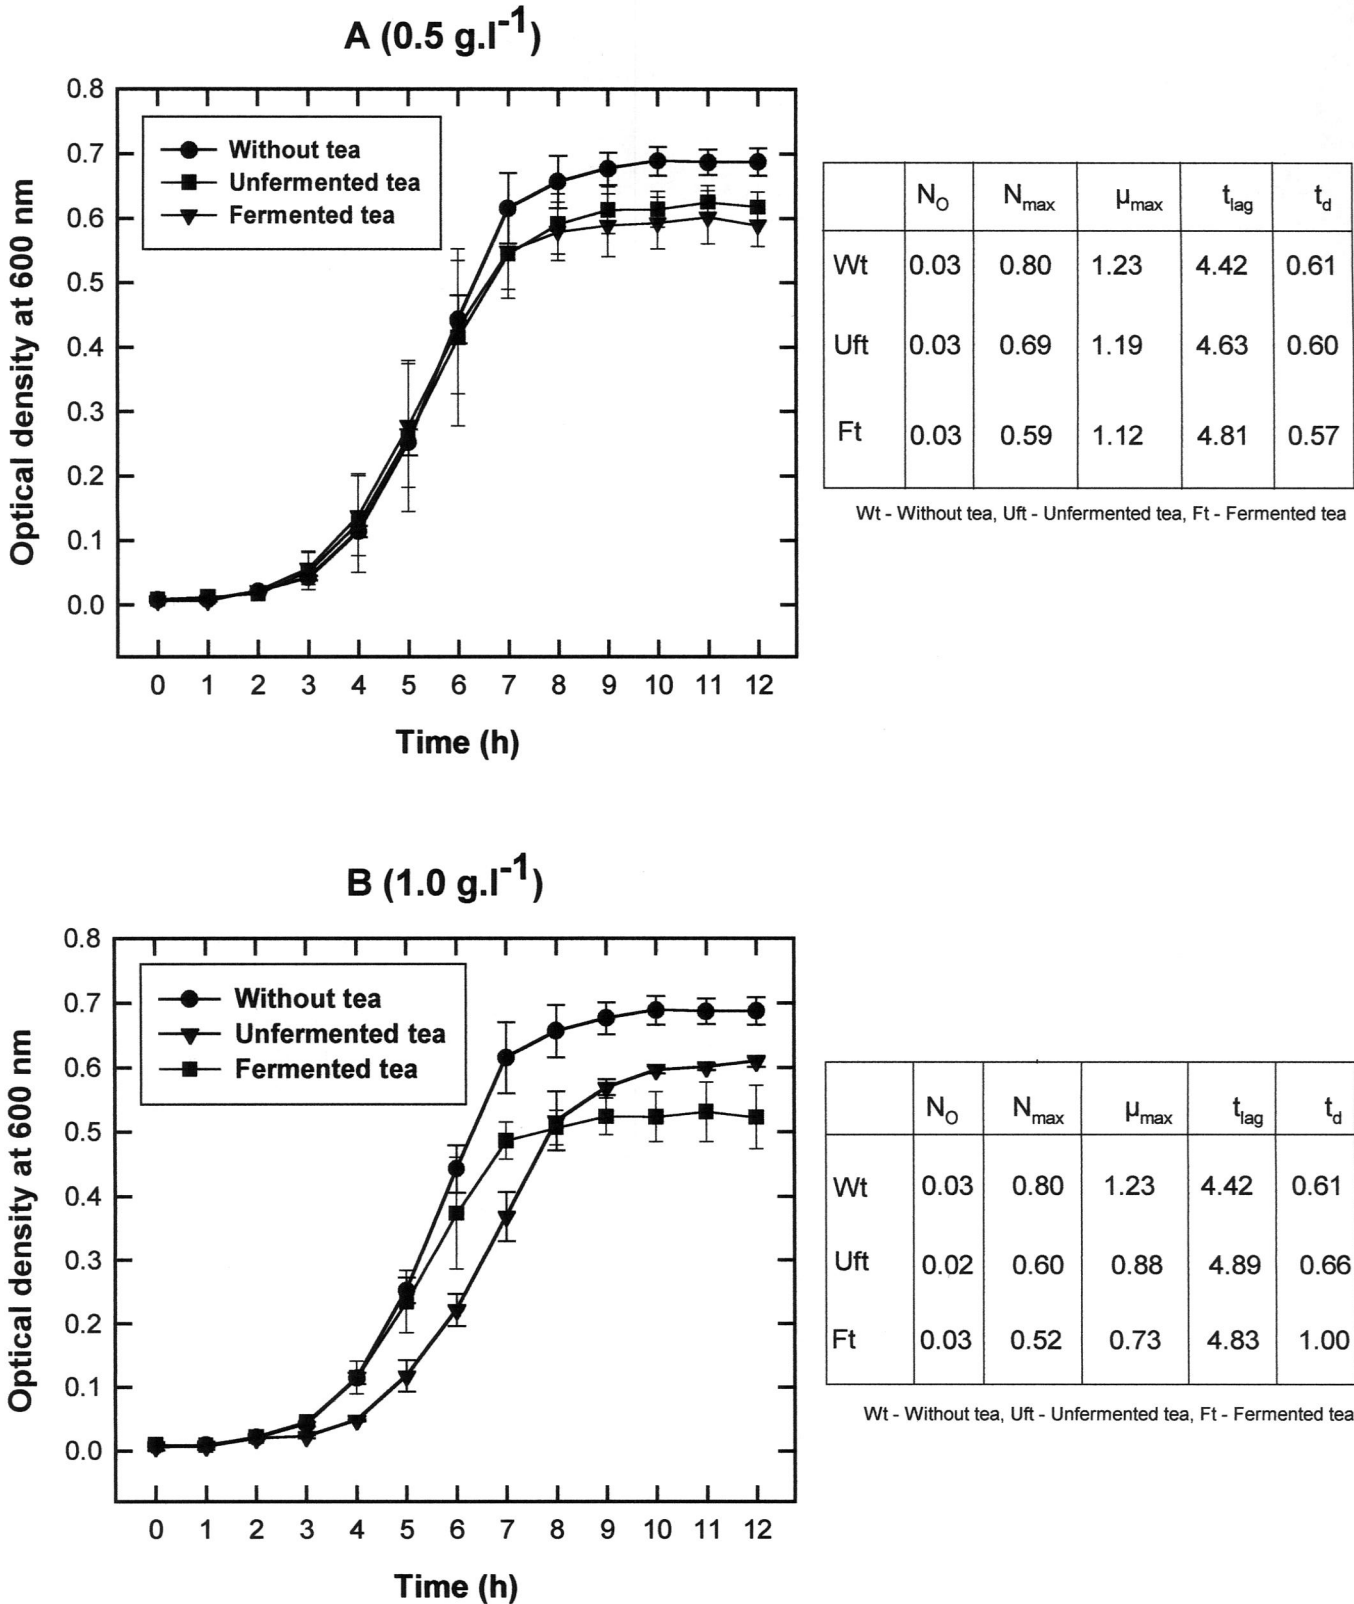 A (0.5 g.l-1)
Optical density at 600 nm
0.8
0.7
0.6
0.5
0.4
0.3
0.2
0.1
0.0
Without tea
Unfermented tea
Fermented tea
0 1 2 3 4 5 6 7 8 9 10 11 12
Time (h)
NO Nmax µmax tlag td
Wt 0.03 0.80 1.23 4.42 0.61
Uft 0.03 0.69 1.19 4.63 0.60
Ft 0.03 0.59 1.12 4.81 0.57
Wt - Without tea, Uft - Unfermented tea, Ft - Fermented tea
B (1.0 g.l-1)
Optical density at 600 nm
0.8
0.7
0.6
0.5
0.4
0.3
0.2
0.1
0.0
Without tea
Unfermented tea
Fermented tea
0 1 2 3 4 5 6 7 8 9 10 11 12
Time (h)
NO Nmax µmax tlag td
Wt 0.03 0.80 1.23 4.42 0.61
Uft 0.02 0.60 0.88 4.89 0.66
Ft 0.03 0.52 0.73 4.83 1.00
Wt - Without tea, Uft - Unfermented tea, Ft - Fermented tea